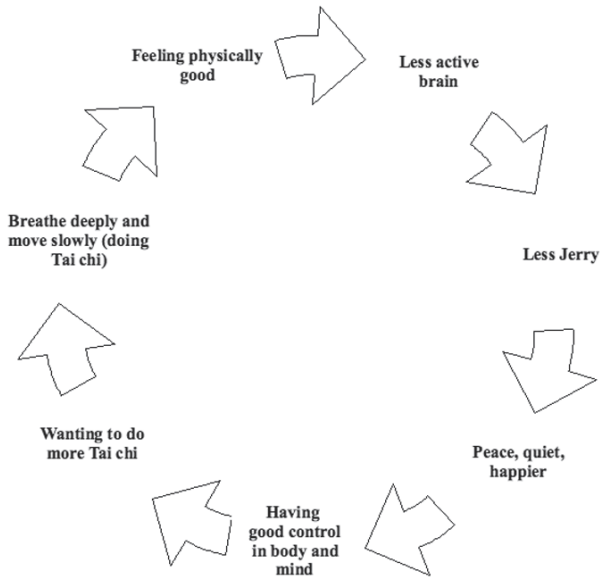 Feeling physically
good
Less active
brain
Less Jerry
Peace, quiet,
happier
Having
good control
in body and
mind
Wanting to do
more Tai chi
Breathe deeply and
move slowly (doing
Tai chi)